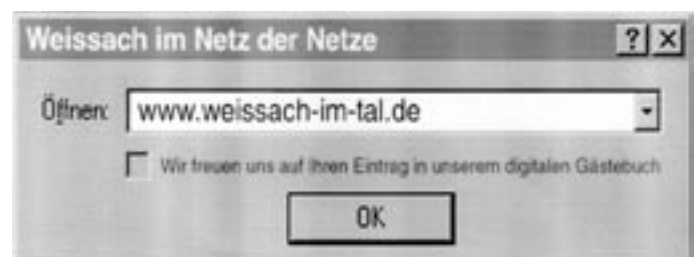 Weissach im Netz der Netze ? ×
Öffnen: www.weissach-im-tal.de
Wir freuen uns auf Ihren Eintrag in unserem digitalen Gästebuch
OK